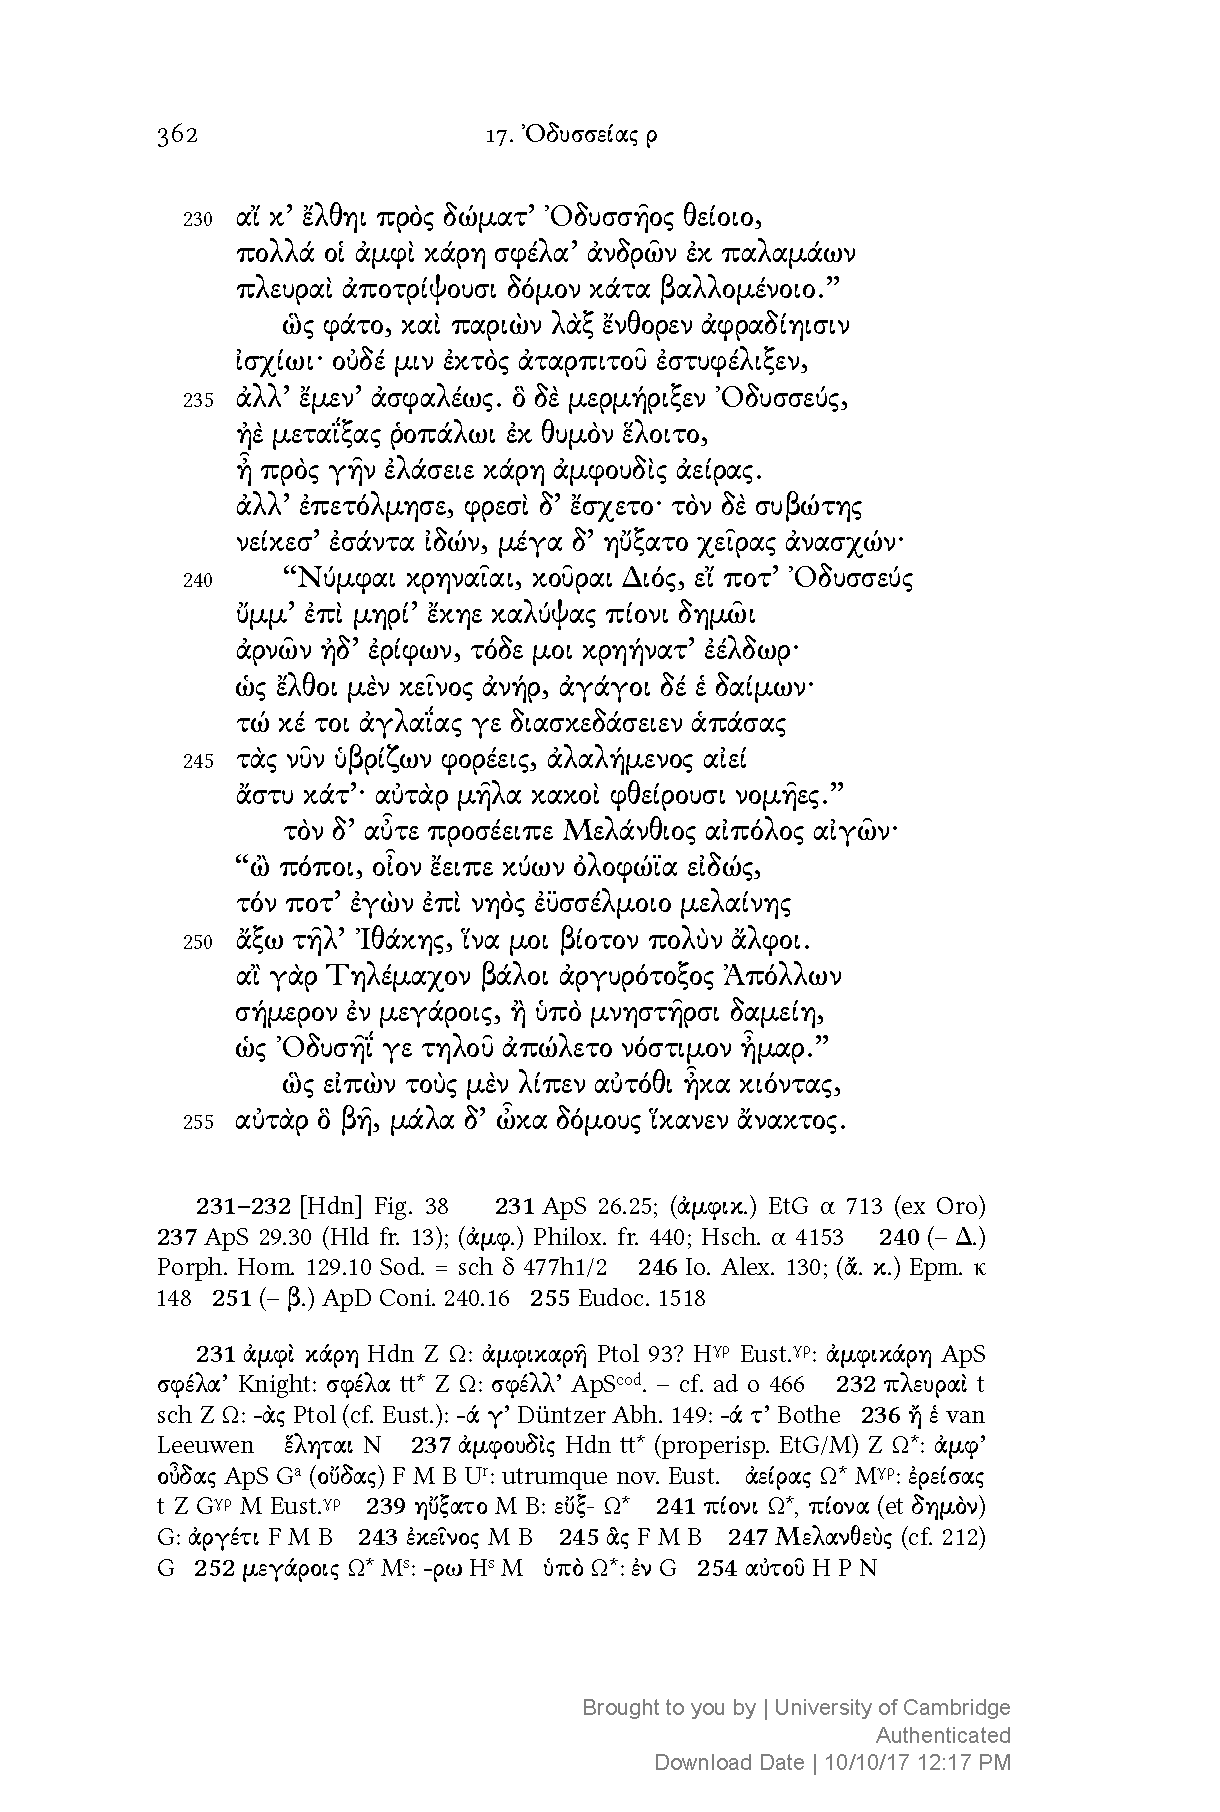 362 17. Ὀδυσσείας ρ
230 αἴ κ’ ἔλθηι πρὸς δώματ’ Ὀδυσσῆος θείοιο,
πολλά οἱ ἀμφὶ κάρη σφέλα’ ἀνδρῶν ἐκ παλαμάων
πλευραὶ ἀποτρίψουσι δόμον κάτα βαλλομένοιο.”
ὣς φάτο, καὶ παριὼν λὰξ ἔνθορεν ἀφραδίηισιν
ἰσχίωι· οὐδέ μιν ἐκτὸς ἀταρπιτοῦ ἐστυφέλιξεν,
235 ἀλλ’ ἔμεν’ ἀσφαλέως. ὃ δὲ μερμήριξεν Ὀδυσσεύς,
ἠὲ μεταΐξας ῥοπάλωι ἐκ θυμὸν ἕλοιτο,
ἦ πρὸς γῆν ἐλάσειε κάρη ἀμφουδὶς ἀείρας.
ἀλλ’ ἐπετόλμησε, φρεσὶ δ’ ἔσχετο· τὸν δὲ συβώτης
νείκεσ’ ἐσάντα ἰδών, μέγα δ’ ηὔξατο χεῖρας ἀνασχών·
240 “Νύμφαι κρηναῖαι, κοῦραι Διός, εἴ ποτ’ Ὀδυσσεύς
ὔμμ’ ἐπὶ μηρί’ ἔκηε καλύψας πίονι δημῶι
ἀρνῶν ἠδ’ ἐρίφων, τόδε μοι κρηήνατ’ ἐέλδωρ·
ὡς ἔλθοι μὲν κεῖνος ἀνήρ, ἀγάγοι δέ ἑ δαίμων·
τώ κέ τοι ἀγλαΐας γε διασκεδάσειεν ἁπάσας
245 τὰς νῦν ὑβρίζων φορέεις, ἀλαλήμενος αἰεί
ἄστυ κάτ’· αὐτὰρ μῆλα κακοὶ φθείρουσι νομῆες.”
τὸν δ’ αὖτε προσέειπε Μελάνθιος αἰπόλος αἰγῶν·
“ὢ πόποι, οἷον ἔειπε κύων ὀλοφώϊα εἰδώς,
τόν ποτ’ ἐγὼν ἐπὶ νηὸς ἐϋσσέλμοιο μελαίνης
250 ἄξω τῆλ’ Ἰθάκης, ἵνα μοι βίοτον πολὺν ἄλφοι.
αἲ γὰρ Τηλέμαχον βάλοι ἀργυρότοξος Ἀπόλλων
σήμερον ἐν μεγάροις, ἢ ὑπὸ μνηστῆρσι δαμείη,
ὡς Ὀδυσῆΐ γε τηλοῦ ἀπώλετο νόστιμον ἦμαρ.”
ὣς εἰπὼν τοὺς μὲν λίπεν αὐτόθι ἦκα κιόντας,
255 αὐτὰρ ὃ βῆ, μάλα δ’ ὦκα δόμους ἵκανεν ἄνακτος.
231–232 [Hdn] Fig. 38 231 ApS 26.25; (ἀμφικ.) EtG α 713 (ex Oro)
237 ApS 29.30 (Hld fr. 13); (ἀμφ.) Philox. fr. 440; Hsch. α 4153 240 (– Δ.)
Porph. Hom. 129.10 Sod. = sch δ 477h1/2 246 Io. Alex. 130; (ἄ. κ.) Epm. κ
148 251 (– β.) ApD Coni. 240.16 255 Eudoc. 1518
231 ἀμφὶ κάρη Hdn Z Ω: ἀμφικαρῆ Ptol 93? Hγρ Eust.γρ: ἀμφικάρη ApS
σφέλα’ Knight: σφέλα tt* Z Ω: σφέλλ’ ApScod. – cf. ad ο 466 232 πλευραὶ t
sch Z Ω: -ὰς Ptol (cf. Eust.): -ά γ’ Düntzer Abh. 149: -ά τ’ Bothe 236 ἤ ἑ van
Leeuwen ἕληται N 237 ἀμφουδὶς Hdn tt* (properisp. EtG/M) Z Ω*: ἀμφ’
οὖδας ApS Ga (οὔδας) F M B Ur: utrumque nov. Eust. ἀείρας Ω* Mγρ: ἐρείσας
t Z Gγρ M Eust.γρ 239 ηὔξατο M B: εὔξ- Ω* 241 πίονι Ω*, πίονα (et δημὸν)
G: ἀργέτι F M B 243 ἐκεῖνος M B 245 ἃς F M B 247 Μελανθεὺς (cf. 212)
G 252 μεγάροις Ω* Ms: -ρω Hs M ὑπὸ Ω*: ἐν G 254 αὐτοῦ H P N
Brought to you by | University of Cambridge
Authenticated
Download Date | 10/10/17 12:17 PM